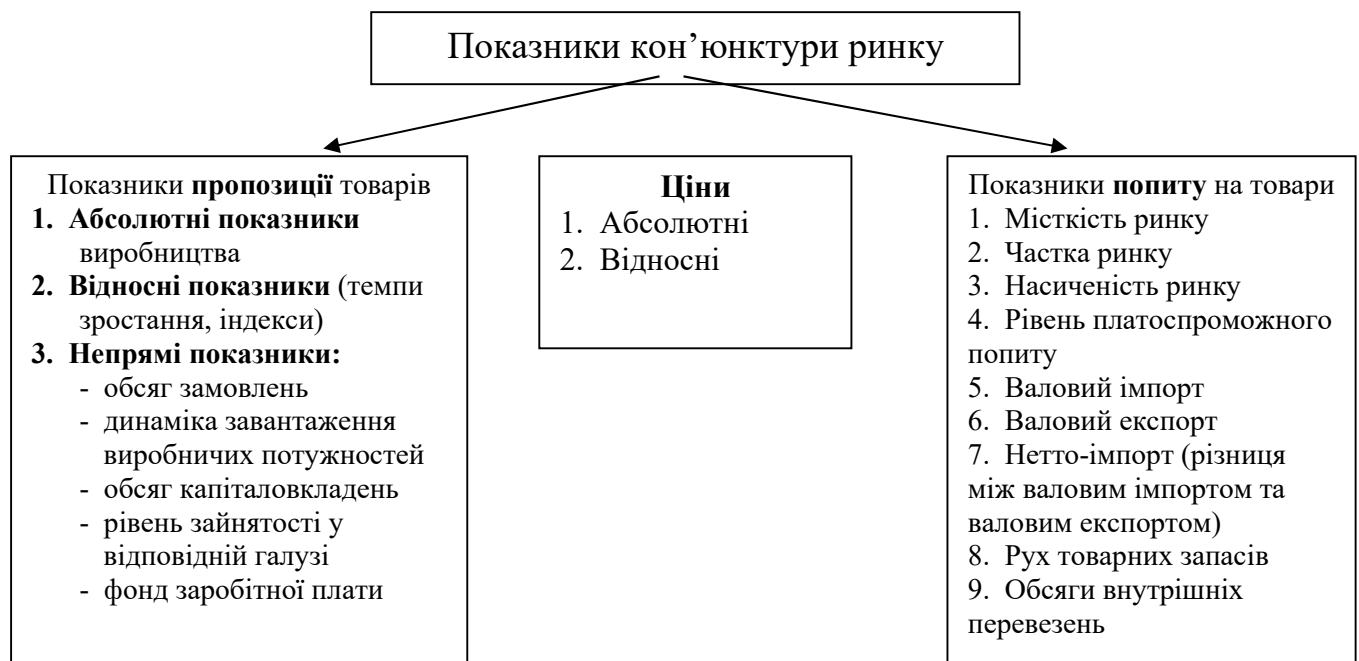 Показники кон’юнктури ринку
Показники пропозиції товарів
1. Абсолютні показники
виробництва
2. Відносні показники (темпи
зростання, індекси)
3. Непрямі показники:
- обсяг замовлень
- динаміка завантаження
виробничих потужностей
- обсяг капіталовкладень
- рівень зайнятості у
відповідній галузі
- фонд заробітної плати
Ціни
1. Абсолютні
2. Відносні
Показники попиту на товари
1. Місткість ринку
2. Частка ринку
3. Насиченість ринку
4. Рівень платоспроможного
попиту
5. Валовий імпорт
6. Валовий експорт
7. Нетто-імпорт (різниця
між валовим імпортом та
валовим експортом)
8. Рух товарних запасів
9. Обсяги внутрішніх
перевезень